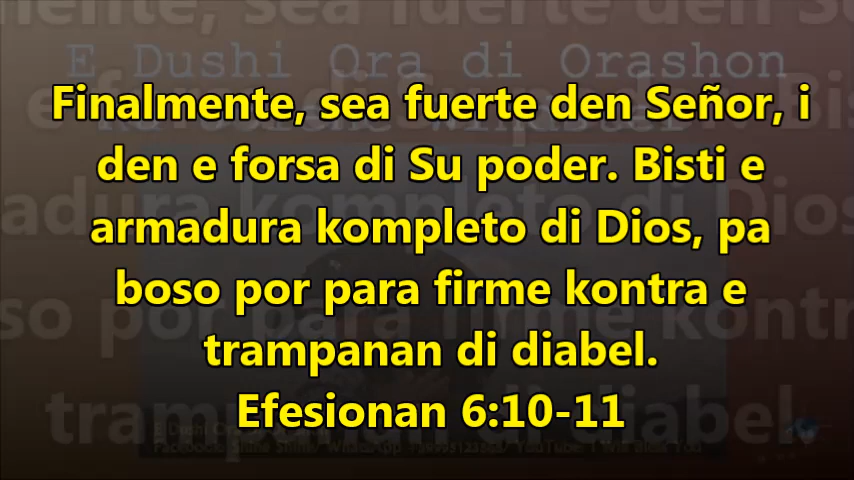 E Dushi Ora di Orashon
Finalmente, sea fuerte den Señor, i
den e forsa di Su poder. Bisti e
armadura kompleto di Dios, pa
boso por para firme kontra e
trampanan di diabel.
Efesionan 6:10-11